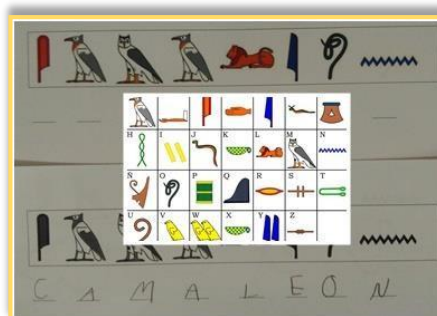 H I J K L M N
Ñ O P Q R S T
U V W X Y Z
C A M A L E O N